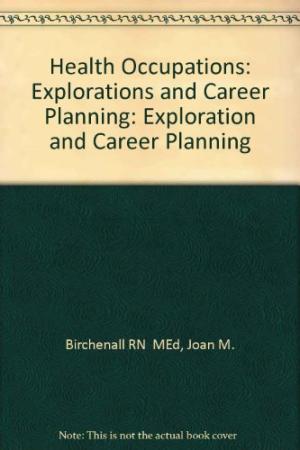 Health Occupations:
Explorations and Career
Planning: Exploration
and Career Planning
Birchenall RN  MEd, Joan M.
Note: This is not the actual book cover